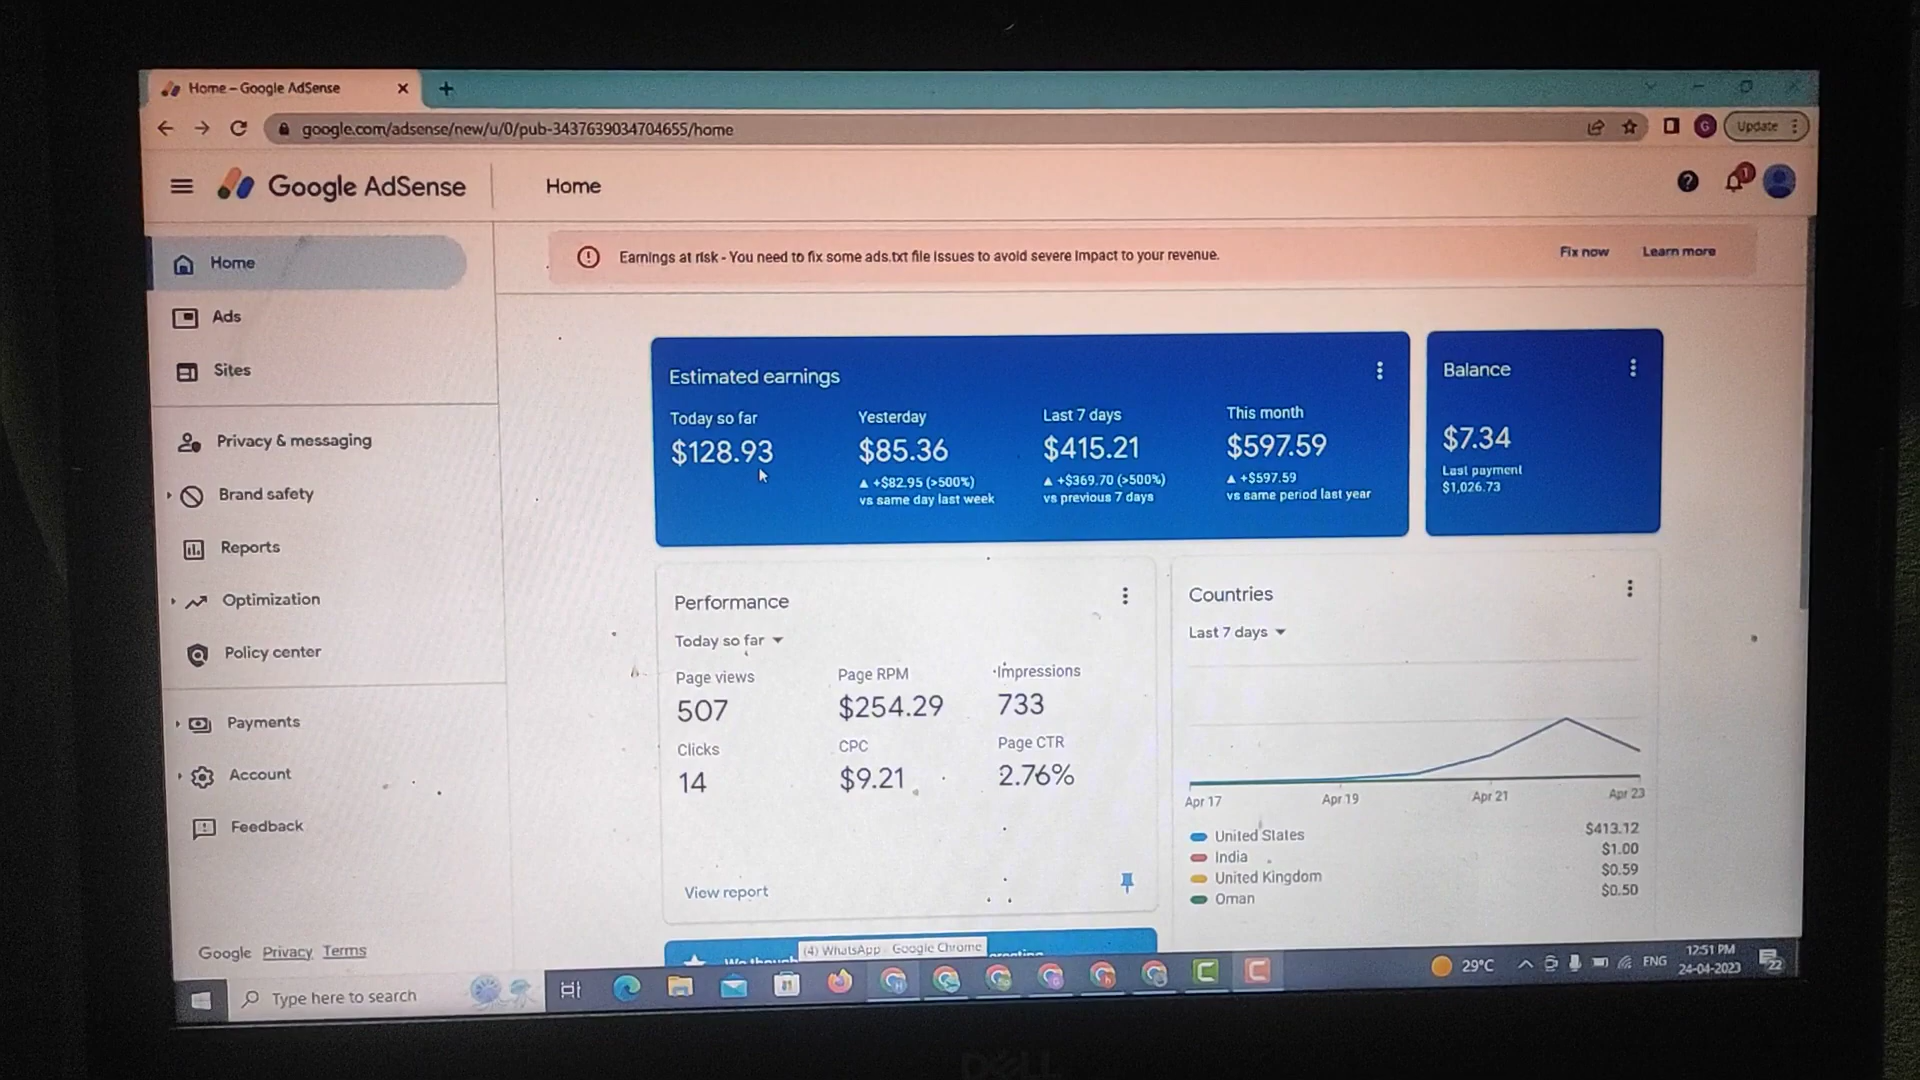 Home – Google AdSense
google.com/adsense/new/u/0/pub-3437639034704655/home
G
Update
Google AdSense
Home
1
Earnings at risk - You need to fix some ads.txt file issues to avoid severe impact to your revenue.
Fix now
Learn more
Home
Ads
Sites
Privacy & messaging
Brand safety
Reports
Optimization
Policy center
Payments
Account
Feedback
Google Privacy Terms
Estimated earnings
Today so far
$128.93
Yesterday
$85.36
+$82.95 (>500%)
vs same day last week
Last 7 days
$415.21
+$369.70 (>500%)
vs previous 7 days
This month
$597.59
+$597.59
vs same period last year
Balance
$7.34
Last payment
$1,026.73
Performance
Today so far
Page views
507
Page RPM
$254.29
Impressions
733
Clicks
14
CPC
$9.21
Page CTR
2.76%
View report
Countries
Last 7 days
Apr 17
Apr 19
Apr 21
Apr 23
United States $413.12
India $1.00
United Kingdom $0.59
Oman $0.50
(4) WhatsApp - Google Chrome
Type here to search
29°C
ENG
12:51 PM
24-04-2023
22
DELL